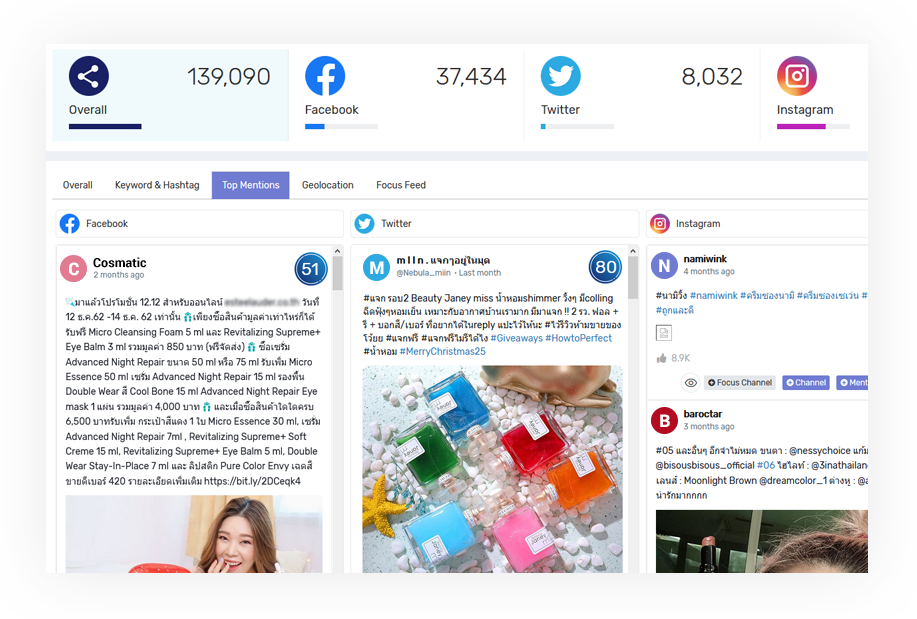 139,090
Overall
37,434
Facebook
8,032
Twitter
Instagram
Overall
Keyword & Hashtag
Top Mentions
Geolocation
Focus Feed
Facebook
Cosmatic
2 months ago
51
มาแล้วโปรโมชั่น 12.12 สำหรับออนไลน์ วันที่
12 ธ.ค.62 -14 ธ.ค. 62 เท่านั้น เพียงซื้อสินค้ามูลค่าเท่าไหร่ก็ได้
รับฟรี Micro Cleansing Foam 5 ml และ Revitalizing Supreme+
Eye Balm 3 ml รวมมูลค่า 850 บาท (ฟรีจัดส่ง) ซื้อเซรั่ม
Advanced Night Repair ขนาด 50 ml หรือ 75 ml รับเพิ่ม Micro
Essence 50 ml เซรั่ม Advanced Night Repair 15 ml รองพื้น
Double Wear สี Cool Bone 15 ml Advanced Night Repair Eye
mask 1 แผ่น รวมมูลค่า 4,000 บาท และเมื่อซื้อสินค้าใดใดครบ
6,500 บาทรับเพิ่ม กระเป๋าสีแดง 1 ใบ Micro Essence 30 ml, เซรั่ม
Advanced Night Repair 7ml , Revitalizing Supreme+ Soft
Creme 15 ml, Revitalizing Supreme+ Eye Balm 5 ml, Double
Wear Stay-In-Place 7 ml และ ลิปสติก Pure Color Envy เฉดสี
ขายดีเบอร์ 420 รายละเอียดเพิ่มเติม https://bit.ly/2DCeqk4
Twitter
M
m l l n . แจกๆอยู่ในมุด
@Nebula_miin • Last month
80
#แจก รอบ2 Beauty Janey miss น้ำหอมshimmer วิ้งๆ มีcolling
ฉีดฟุ้งๆหอมเย็น เหมาะกับอากาศบ้านเรามาก มีมาแจก !! 2 รว. ฟอล +
รี + บอกสี/เบอร์ ที่อยากได้ในreply แปะไว้ให้นะ #ไว้รีวิวห้ามขายของ
โว้ยย #แจกฟรี #แจกฟรีไม่รีได้ไง #Giveaways #HowtoPerfect
#น้ำหอม #MerryChristmas25
Instagram
N
namiwink
4 months ago
#นามิวิ้ง #namiwink #ครีมซองนามิ #ครีมซองเซเว่น #
#ถูกและดี
8.9K
Focus Channel
Channel
Ment
B
baroctar
3 months ago
#05 และอื่นๆ อีกจำไม่หมด ขนตา : @nessychoice แก้ม
@bisousbisous_official #06 ไฮไลท์ : @3inathailan
เลนส์ : Moonlight Brown @dreamcolor_1 ต่างหู : @a
น่ารักมากกกก